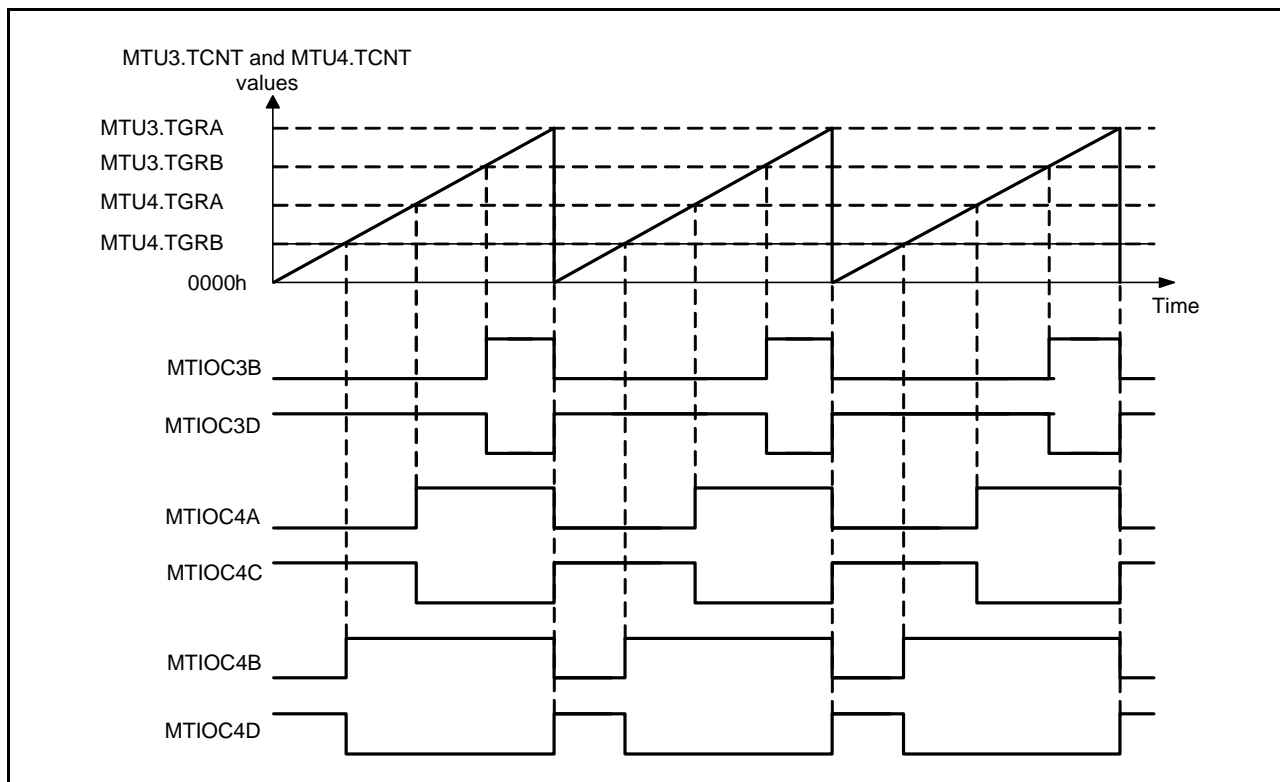 MTU3.TCNT and MTU4.TCNT
values
MTU3.TGRA
MTU3.TGRB
MTU4.TGRA
MTU4.TGRB
0000h
Time
MTIOC3B
MTIOC3D
MTIOC4A
MTIOC4C
MTIOC4B
MTIOC4D